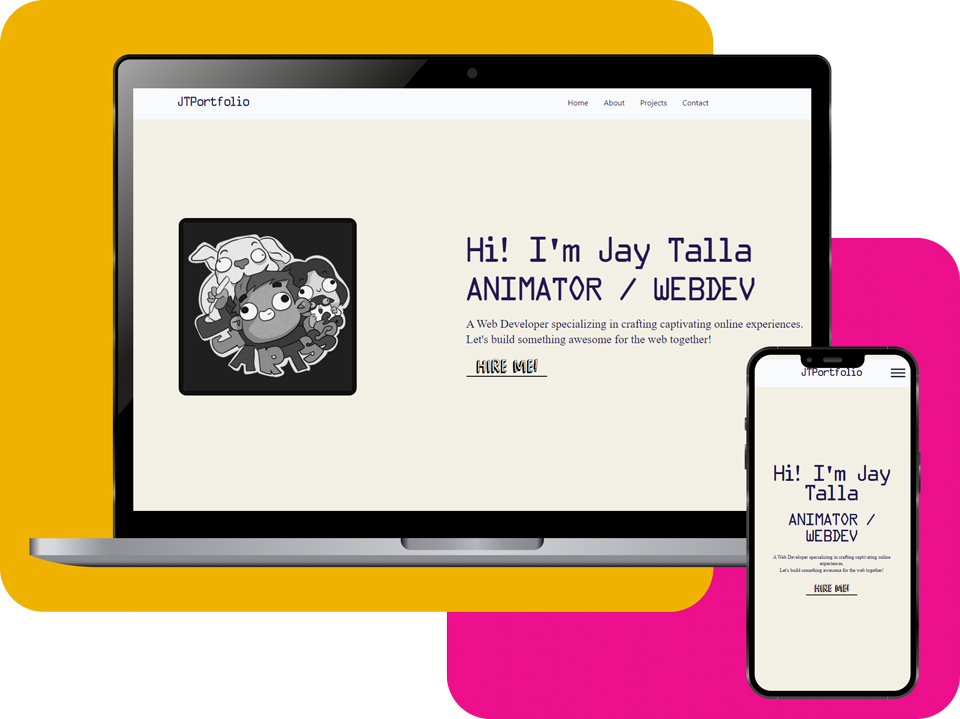 JTPortfolio
Home About Projects Contact
Hi! I'm Jay Talla
ANIMATOR / WEBDEV
A Web Developer specializing in crafting captivating online experiences.
Let's build something awesome for the web together!
HIRE ME!
JTPortfolio
Hi! I'm Jay
Talla
ANIMATOR /
WEBDEV
A Web Developer specializing in crafting captivating online
experiences.
Let's build something awesome for the web together!
HIRE ME!